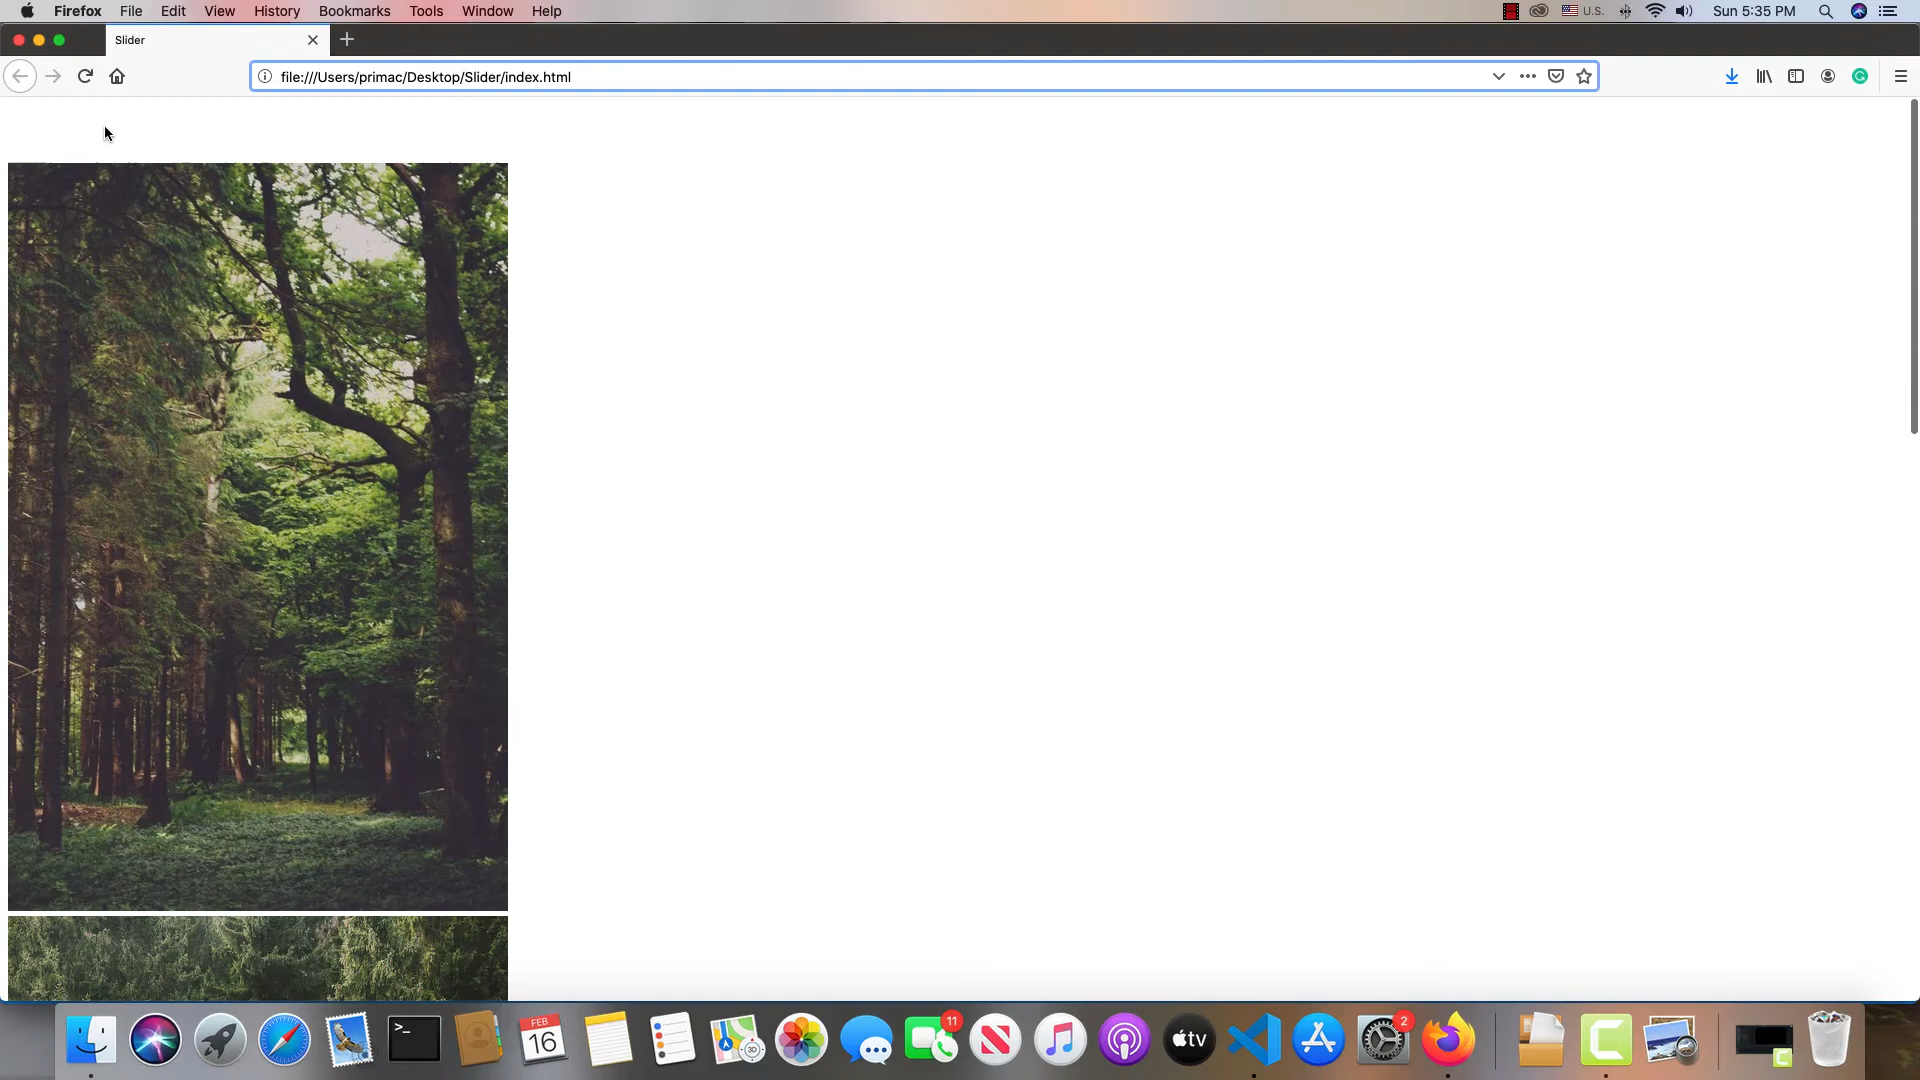 Firefox File Edit View History Bookmarks Tools Window Help U.S. Sun 5:35 PM
Slider
file:///Users/primac/Desktop/Slider/index.html
>_
FEB
16
3D
11
tv
2